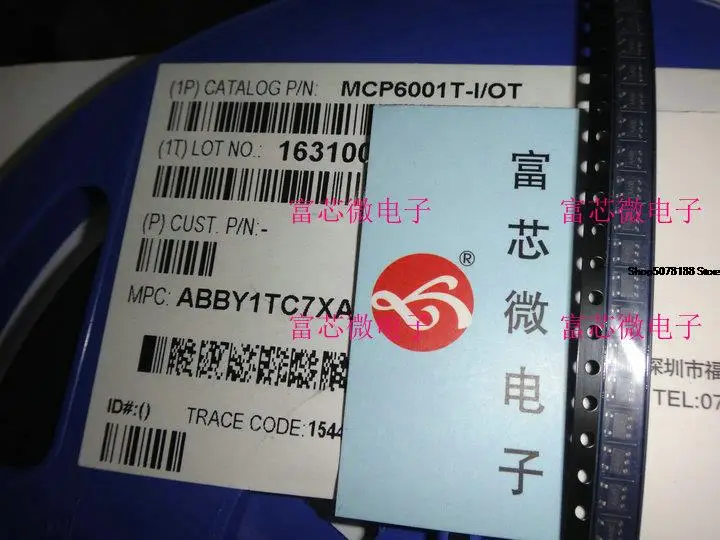 (1P) CATALOG P/N: MCP6001T-I/OT
(1T) LOT NO.: 163100
(P) CUST. P/N:-
MPC: ABBY1TC7XA
ID#:()
TRACE CODE:1544
富芯微电子
®
富芯微电子
富芯微电子
富芯微电子
富芯微电子
Shop5078188 Store
深圳市福
TEL:07